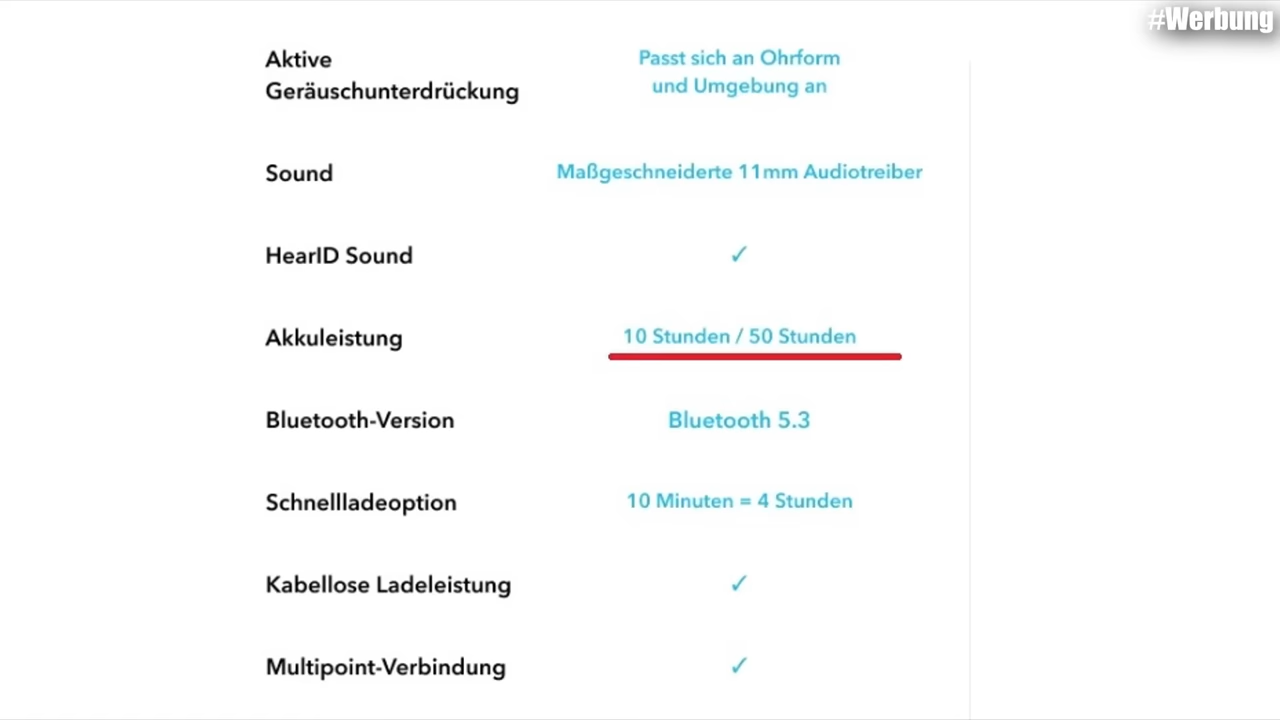 #Werbung
Aktive
Geräuschunterdrückung
Passt sich an Ohrform
und Umgebung an
Sound
Maßgeschneiderte 11mm Audiotreiber
HearID Sound
✓
Akkuleistung
10 Stunden / 50 Stunden
Bluetooth-Version
Bluetooth 5.3
Schnellladeoption
10 Minuten = 4 Stunden
Kabellose Ladeleistung
✓
Multipoint-Verbindung
✓